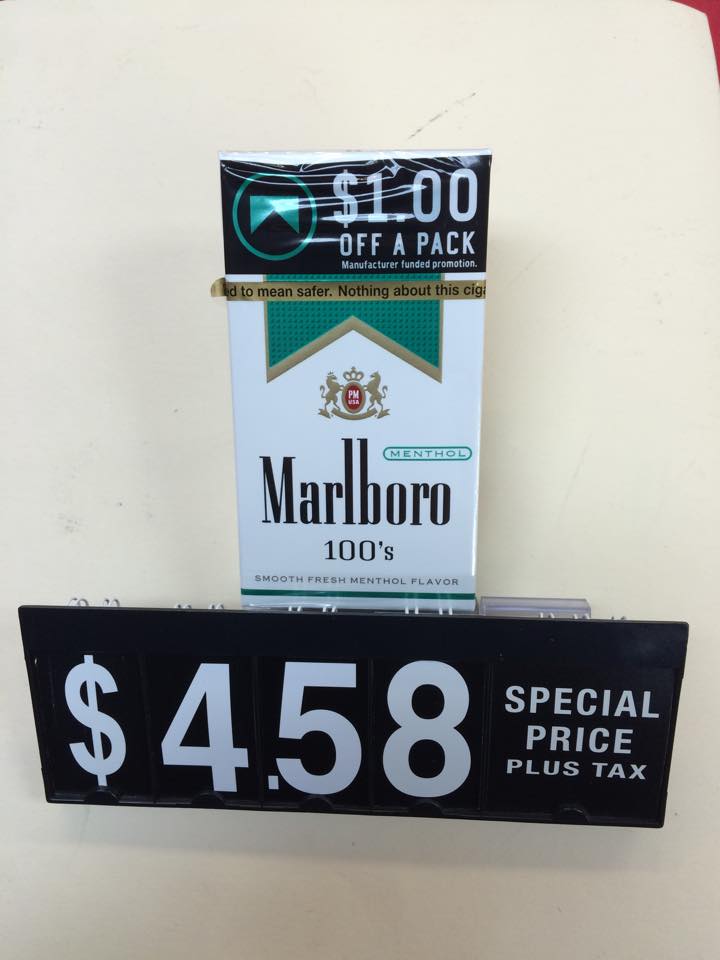 $1.00
OFF A PACK
Manufacturer funded promotion.
to mean safer. Nothing about this
PM
USA
MENTHOL
Marlboro
100's
SMOOTH FRESH MENTHOL FLAVOR
$4.58
SPECIAL
PRICE
PLUS TAX